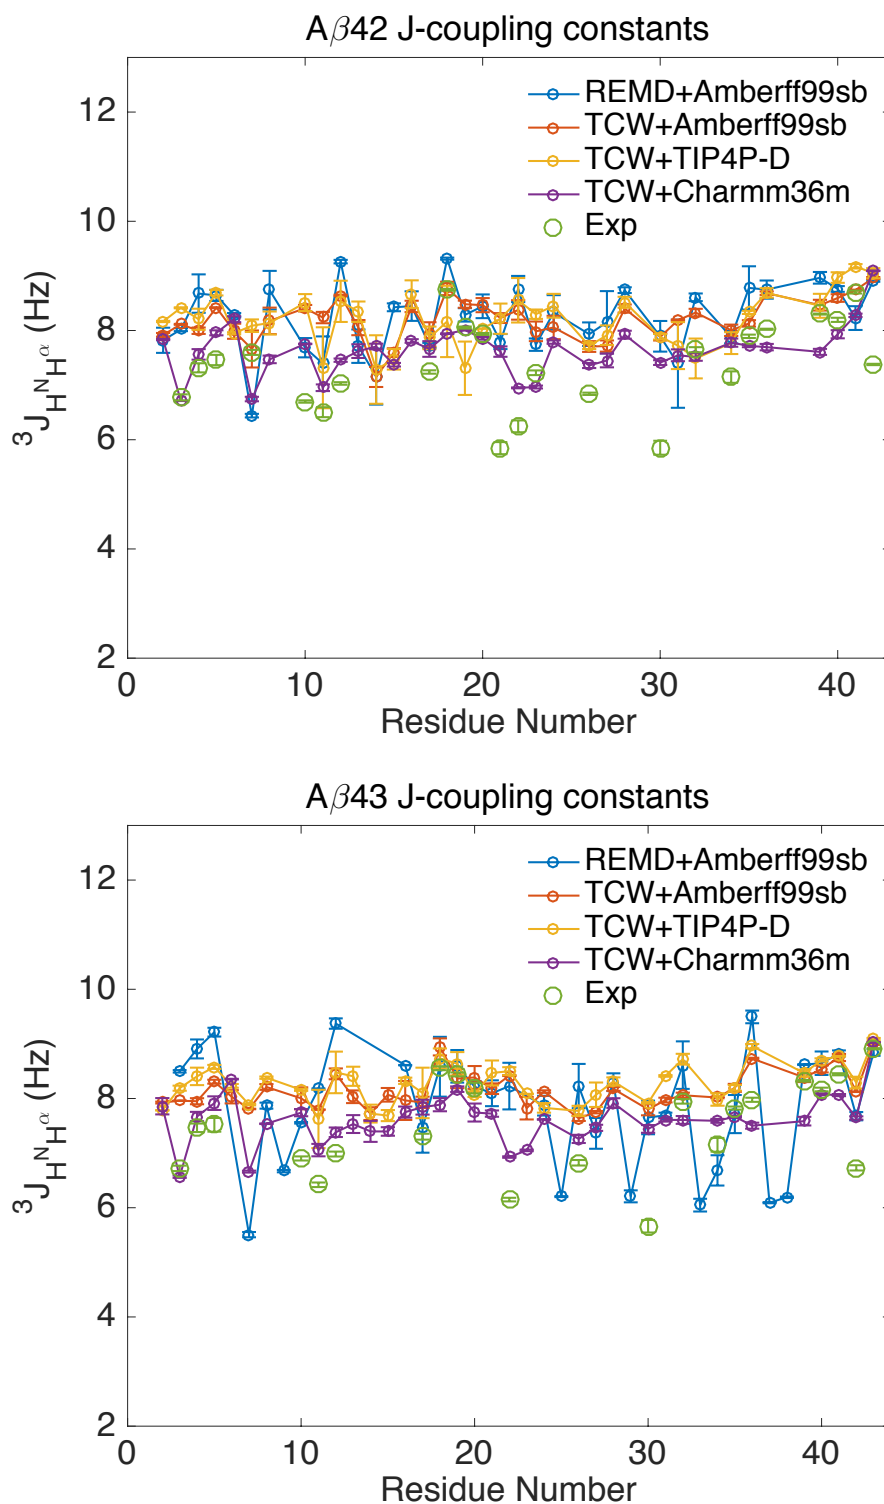 Aβ42 J-coupling constants
12
10
8
6
4
2
³J_HᴺHᵅ (Hz)
REMD+Amberff99sb
TCW+Amberff99sb
TCW+TIP4P-D
TCW+Charmm36m
Exp
0 10 20 30 40
Residue Number
Aβ43 J-coupling constants
12
10
8
6
4
2
³J_HᴺHᵅ (Hz)
REMD+Amberff99sb
TCW+Amberff99sb
TCW+TIP4P-D
TCW+Charmm36m
Exp
0 10 20 30 40
Residue Number